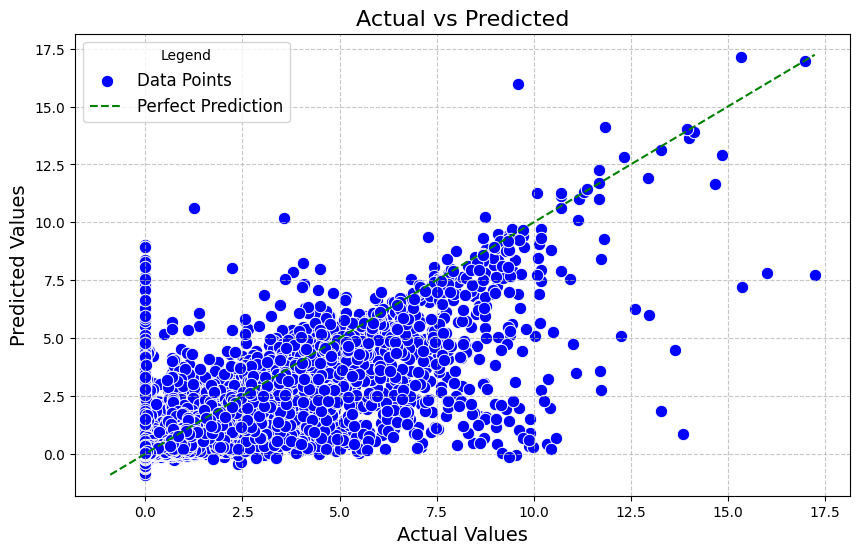 Actual vs Predicted
Legend
Data Points
Perfect Prediction
Predicted Values
17.5
15.0
12.5
10.0
7.5
5.0
2.5
0.0
0.0 2.5 5.0 7.5 10.0 12.5 15.0 17.5
Actual Values